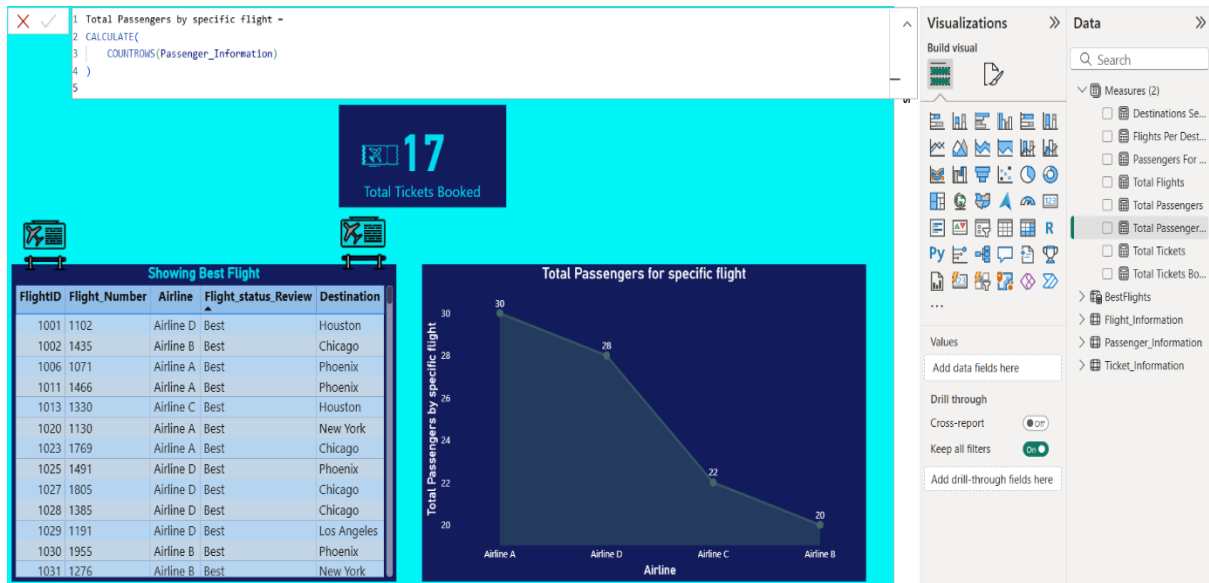 1 Total Passengers by specific flight =
2 CALCULATE(
3 COUNTROWS(Passenger_Information)
4 )
5
17
Total Tickets Booked
Showing Best Flight
FlightID Flight_Number Airline Flight_status_Review Destination
1001 1102 Airline D Best Houston
1002 1435 Airline B Best Chicago
1006 1071 Airline A Best Phoenix
1011 1466 Airline A Best Phoenix
1013 1330 Airline C Best Houston
1020 1130 Airline A Best New York
1023 1769 Airline A Best Chicago
1025 1491 Airline D Best Phoenix
1027 1805 Airline D Best Chicago
1028 1385 Airline D Best Chicago
1029 1191 Airline D Best Los Angeles
1030 1955 Airline B Best Phoenix
1031 1276 Airline B Best New York
Total Passengers for specific flight
Total Passengers by specific flight
30
28
26
24
22
20
30
28
22
20
Airline A Airline D Airline C Airline B
Airline
Visualizations
Build visual
123
R
Py
...
Values
Add data fields here
Drill through
Cross-report
Off
Keep all filters
On
Add drill-through fields here
Data
Search
Measures (2)
Destinations Se...
Flights Per Dest...
Passengers For ...
Total Flights
Total Passengers
Total Passenger...
Total Tickets
Total Tickets Bo...
BestFlights
Flight_Information
Passenger_Information
Ticket_Information